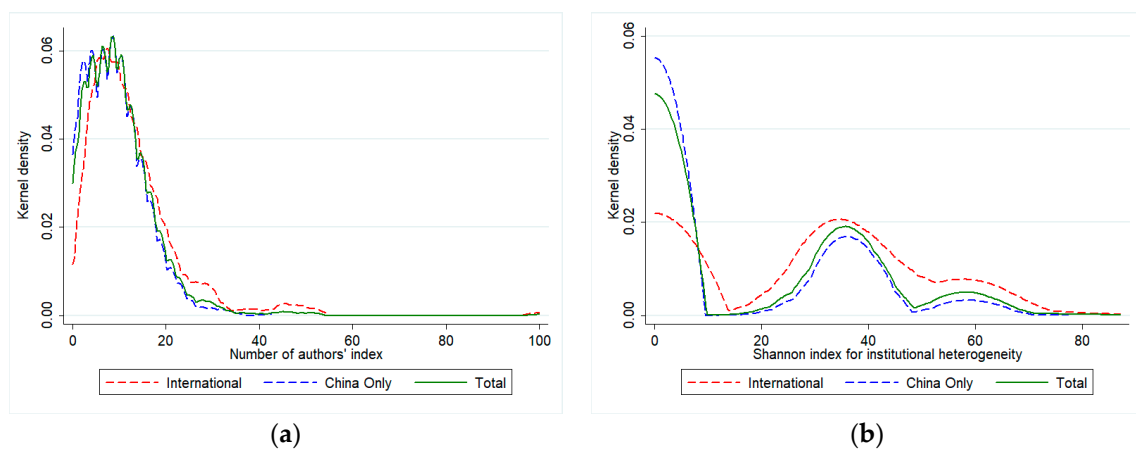 Kernel density
0.06
0.04
0.02
0.00
0 20 40 60 80 100
Number of authors' index
International China Only Total
(a)
Kernel density
0.06
0.04
0.02
0.00
0 20 40 60 80
Shannon index for institutional heterogeneity
International China Only Total
(b)